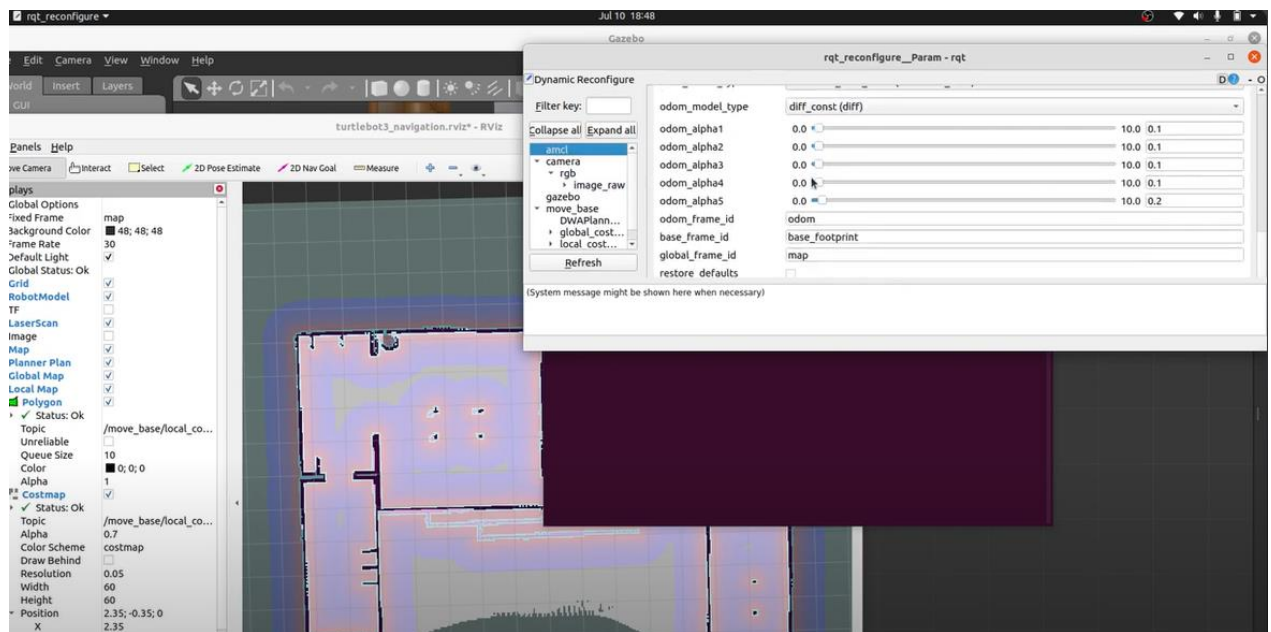 rqt_reconfigure
Jul 10 18:48
Gazebo
Edit Camera View Window Help
World Insert Layers
GUI
turtlebot3_navigation.rviz* - RViz
Panels Help
Move Camera Interact Select 2D Pose Estimate 2D Nav Goal Measure
Displays
Global Options
Fixed Frame map
Background Color 48; 48; 48
Frame Rate 30
Default Light
Global Status: Ok
Grid
RobotModel
TF
LaserScan
Image
Map
Planner Plan
Global Map
Local Map
Polygon
Status: Ok
Topic /move_base/local_co...
Unreliable
Queue Size 10
Color 0; 0; 0
Alpha 1
Costmap
Status: Ok
Topic /move_base/local_co...
Alpha 0.7
Color Scheme costmap
Draw Behind
Resolution 0.05
Width 60
Height 60
Position 2.35; -0.35; 0
X 2.35
rqt_reconfigure__Param - rqt
Dynamic Reconfigure
D - O
Filter key:
Collapse all Expand all
amcl
camera
rgb
image_raw
gazebo
move_base
DWAPlann...
global_cost...
local_cost...
Refresh
odom_model_type diff_const (diff)
odom_alpha1 0.0 10.0 0.1
odom_alpha2 0.0 10.0 0.1
odom_alpha3 0.0 10.0 0.1
odom_alpha4 0.0 10.0 0.1
odom_alpha5 0.0 10.0 0.2
odom_frame_id odom
base_frame_id base_footprint
global_frame_id map
restore_defaults
(System message might be shown here when necessary)